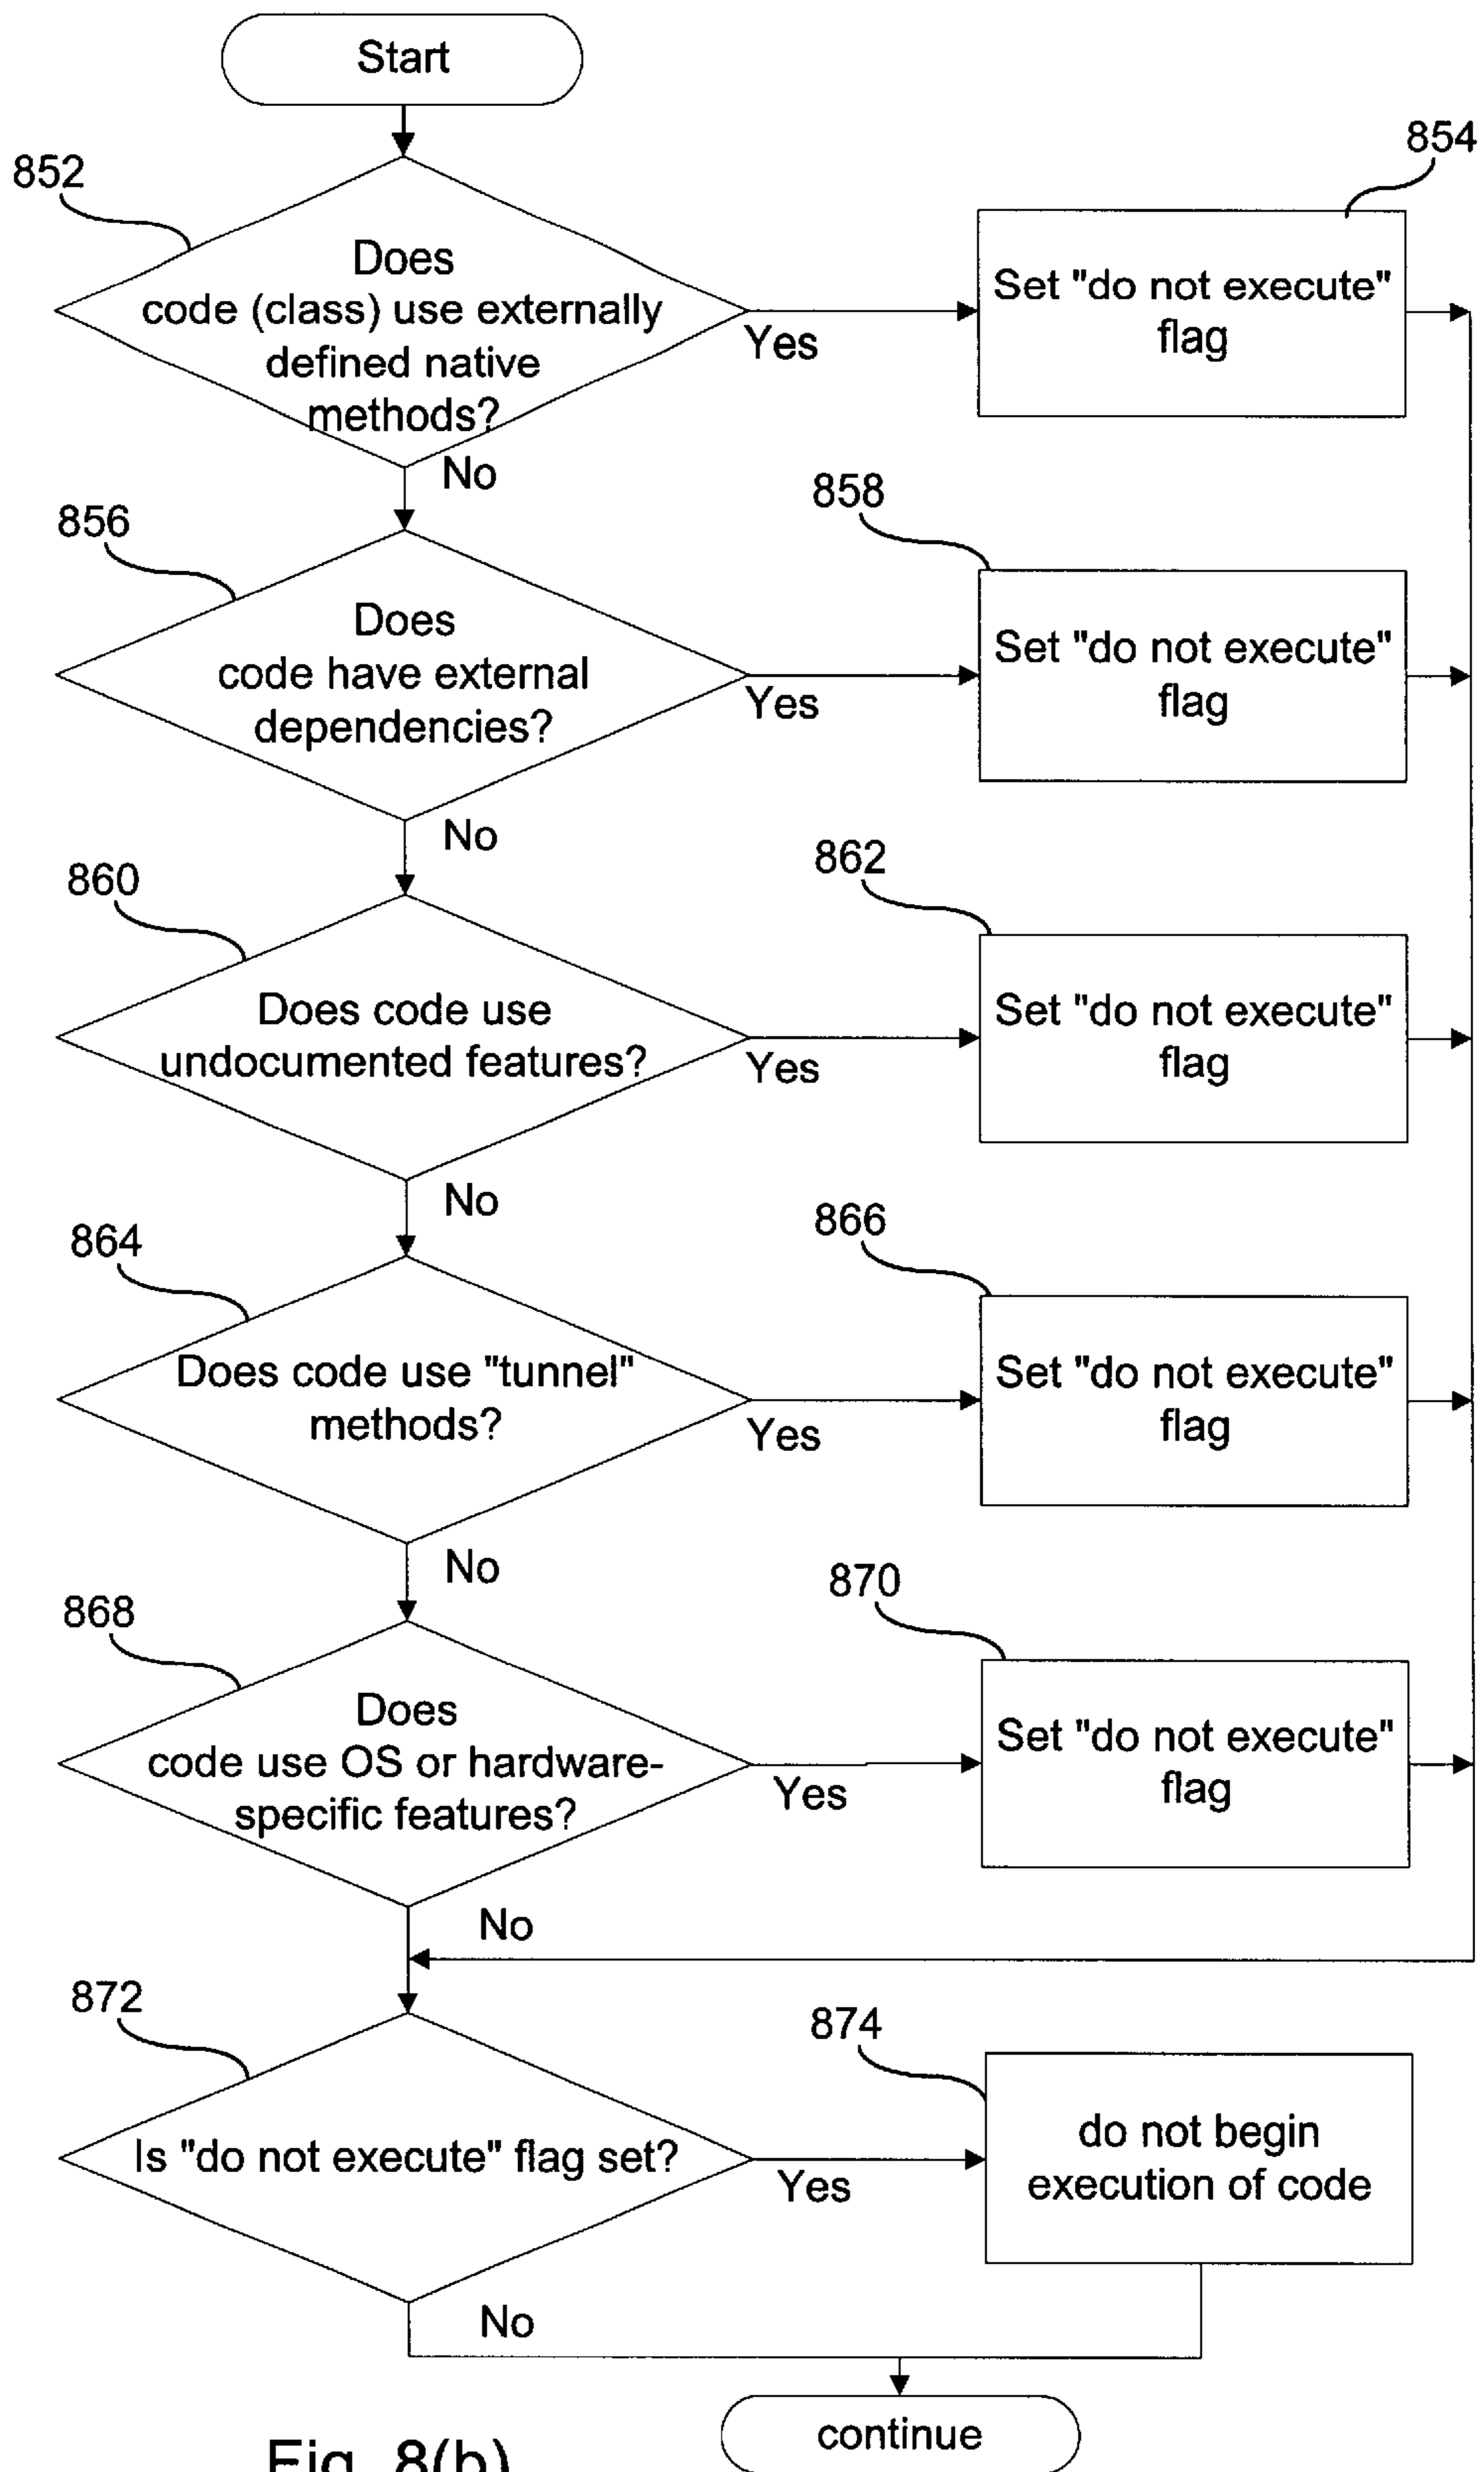 Start
852
Does
code (class) use externally
defined native
methods?
Yes
854
Set "do not execute"
flag
No
856
Does
code have external
dependencies?
Yes
858
Set "do not execute"
flag
No
860
Does code use
undocumented features?
Yes
862
Set "do not execute"
flag
No
864
Does code use "tunnel"
methods?
Yes
866
Set "do not execute"
flag
No
868
Does
code use OS or hardware-
specific features?
Yes
870
Set "do not execute"
flag
No
872
Is "do not execute" flag set?
Yes
874
do not begin
execution of code
No
continue
Fig. 8(b)